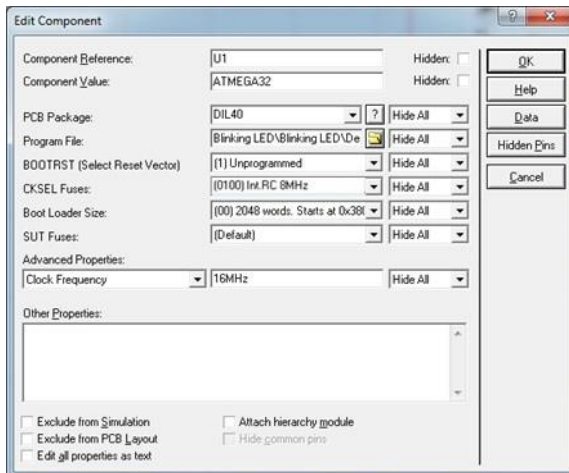 Edit Component
Component Reference: U1 Hidden: OK
Component Value: ATMEGA32 Hidden: Help
PCB Package: DIL40 ? Hide All Data
Program File: Blinking LED\Blinking LED\De Hide All Hidden Pins
BOOTRST (Select Reset Vector) (1) Unprogrammed Hide All
CKSEL Fuses: (0100) Int.RC 8MHz Hide All Cancel
Boot Loader Size: (00) 2048 words. Starts at 0x380 Hide All
SUT Fuses: (Default) Hide All
Advanced Properties:
Clock Frequency 16MHz Hide All
Other Properties:
Exclude from Simulation Attach hierarchy module
Exclude from PCB Layout Hide common pins
Edit all properties as text